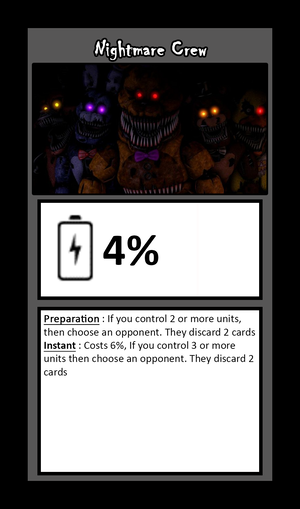 Nightmare Crew
4%
Preparation : If you control 2 or more units,
then choose an opponent. They discard 2 cards
Instant : Costs 6%, If you control 3 or more
units then choose an opponent. They discard 2
cards